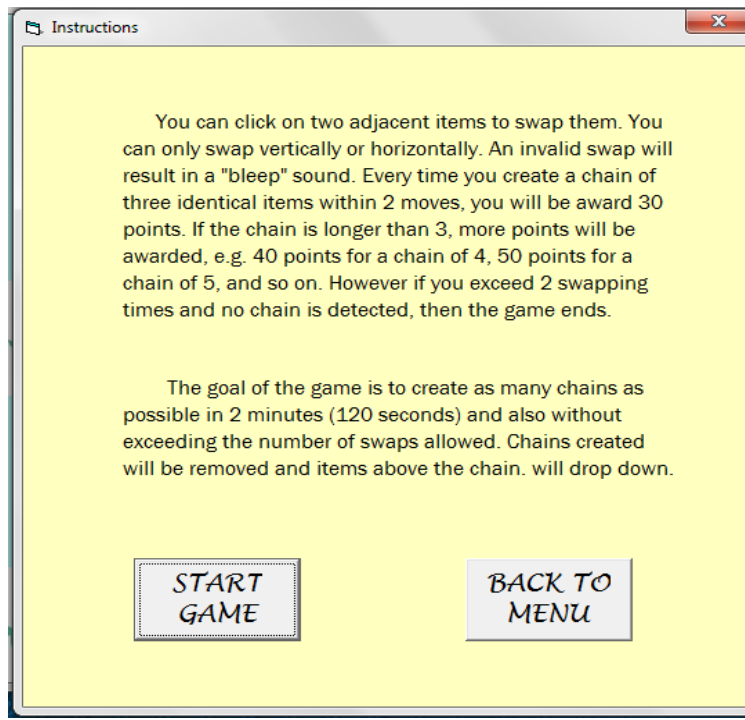 Instructions
You can click on two adjacent items to swap them. You
can only swap vertically or horizontally. An invalid swap will
result in a "bleep" sound. Every time you create a chain of
three identical items within 2 moves, you will be award 30
points. If the chain is longer than 3, more points will be
awarded, e.g. 40 points for a chain of 4, 50 points for a
chain of 5, and so on. However if you exceed 2 swapping
times and no chain is detected, then the game ends.
The goal of the game is to create as many chains as
possible in 2 minutes (120 seconds) and also without
exceeding the number of swaps allowed. Chains created
will be removed and items above the chain. will drop down.
START
GAME
BACK TO
MENU